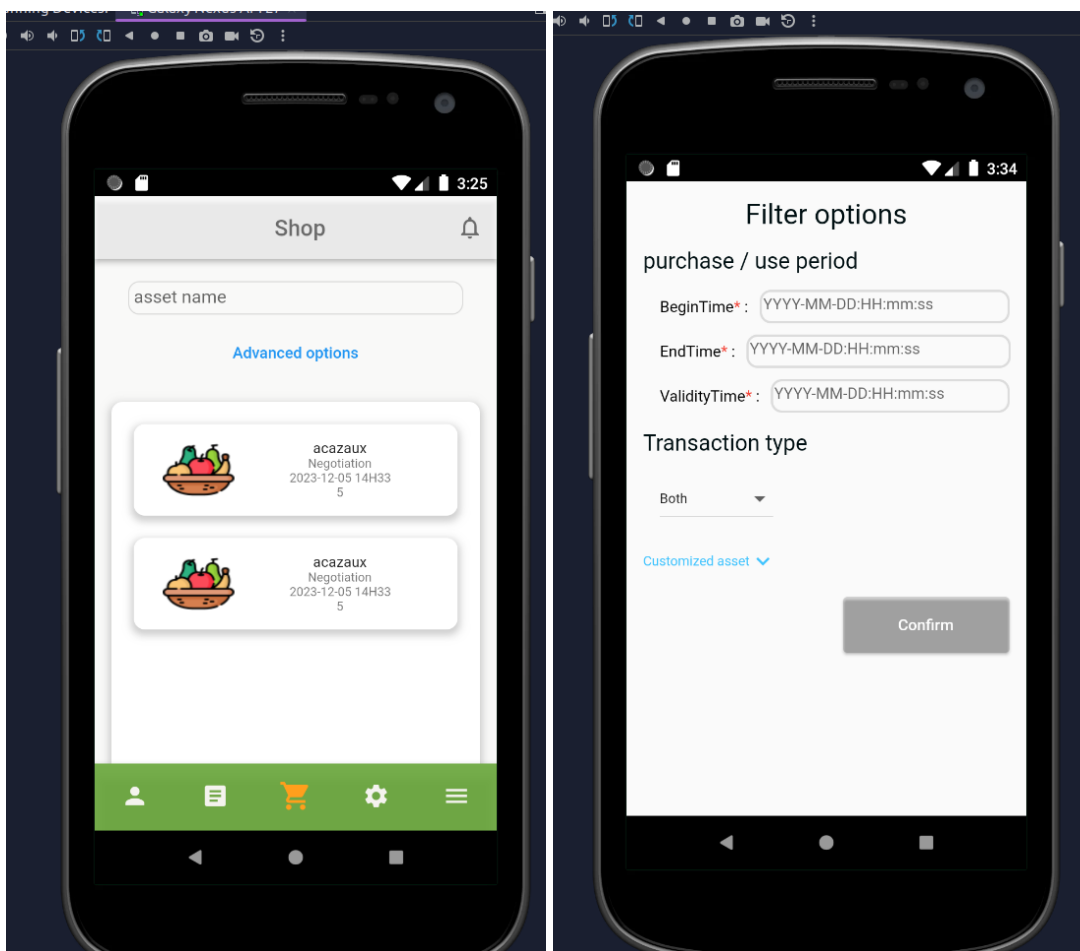 3:25
Shop
asset name
Advanced options
acazaux
Negotiation
2023-12-05 14H33
5
acazaux
Negotiation
2023-12-05 14H33
5
3:34
Filter options
purchase / use period
BeginTime* : YYYY-MM-DD:HH:mm:ss
EndTime* : YYYY-MM-DD:HH:mm:ss
ValidityTime* : YYYY-MM-DD:HH:mm:ss
Transaction type
Both
Customized asset
Confirm